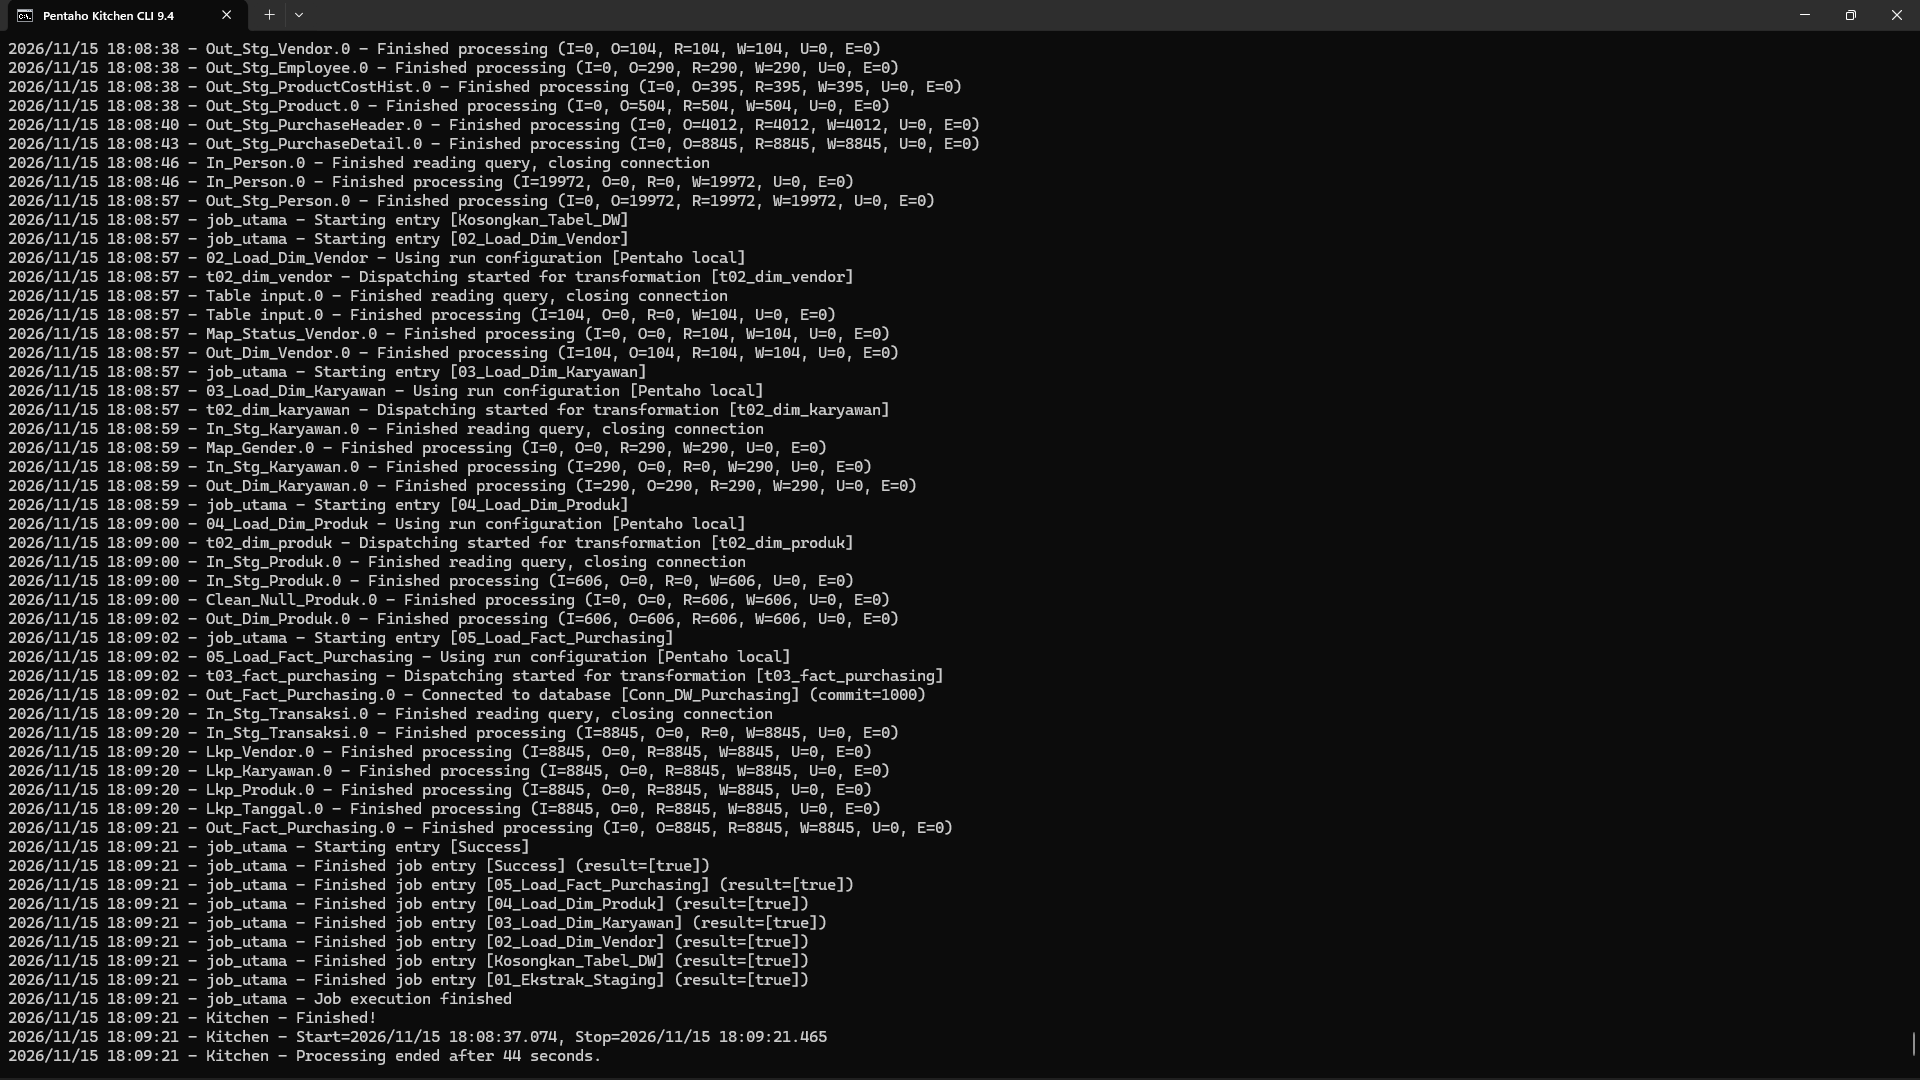 Pentaho Kitchen CLI 9.4
2026/11/15 18:08:38 - Out_Stg_Vendor.0 - Finished processing (I=0, O=104, R=104, W=104, U=0, E=0)
2026/11/15 18:08:38 - Out_Stg_Employee.0 - Finished processing (I=0, O=290, R=290, W=290, U=0, E=0)
2026/11/15 18:08:38 - Out_Stg_ProductCostHist.0 - Finished processing (I=0, O=395, R=395, W=395, U=0, E=0)
2026/11/15 18:08:38 - Out_Stg_Product.0 - Finished processing (I=0, O=504, R=504, W=504, U=0, E=0)
2026/11/15 18:08:40 - Out_Stg_PurchaseHeader.0 - Finished processing (I=0, O=4012, R=4012, W=4012, U=0, E=0)
2026/11/15 18:08:43 - Out_Stg_PurchaseDetail.0 - Finished processing (I=0, O=8845, R=8845, W=8845, U=0, E=0)
2026/11/15 18:08:46 - In_Person.0 - Finished reading query, closing connection
2026/11/15 18:08:46 - In_Person.0 - Finished processing (I=19972, O=0, R=0, W=19972, U=0, E=0)
2026/11/15 18:08:57 - Out_Stg_Person.0 - Finished processing (I=0, O=19972, R=19972, W=19972, U=0, E=0)
2026/11/15 18:08:57 - job_utama - Starting entry [Kosongkan_Tabel_DW]
2026/11/15 18:08:57 - job_utama - Starting entry [02_Load_Dim_Vendor]
2026/11/15 18:08:57 - 02_Load_Dim_Vendor - Using run configuration [Pentaho local]
2026/11/15 18:08:57 - t02_dim_vendor - Dispatching started for transformation [t02_dim_vendor]
2026/11/15 18:08:57 - Table input.0 - Finished reading query, closing connection
2026/11/15 18:08:57 - Table input.0 - Finished processing (I=104, O=0, R=0, W=104, U=0, E=0)
2026/11/15 18:08:57 - Map_Status_Vendor.0 - Finished processing (I=0, O=0, R=104, W=104, U=0, E=0)
2026/11/15 18:08:57 - Out_Dim_Vendor.0 - Finished processing (I=104, O=104, R=104, W=104, U=0, E=0)
2026/11/15 18:08:57 - job_utama - Starting entry [03_Load_Dim_Karyawan]
2026/11/15 18:08:57 - 03_Load_Dim_Karyawan - Using run configuration [Pentaho local]
2026/11/15 18:08:57 - t02_dim_karyawan - Dispatching started for transformation [t02_dim_karyawan]
2026/11/15 18:08:59 - In_Stg_Karyawan.0 - Finished reading query, closing connection
2026/11/15 18:08:59 - Map_Gender.0 - Finished processing (I=0, O=0, R=290, W=290, U=0, E=0)
2026/11/15 18:08:59 - In_Stg_Karyawan.0 - Finished processing (I=290, O=0, R=0, W=290, U=0, E=0)
2026/11/15 18:08:59 - Out_Dim_Karyawan.0 - Finished processing (I=290, O=290, R=290, W=290, U=0, E=0)
2026/11/15 18:08:59 - job_utama - Starting entry [04_Load_Dim_Produk]
2026/11/15 18:09:00 - 04_Load_Dim_Produk - Using run configuration [Pentaho local]
2026/11/15 18:09:00 - t02_dim_produk - Dispatching started for transformation [t02_dim_produk]
2026/11/15 18:09:00 - In_Stg_Produk.0 - Finished reading query, closing connection
2026/11/15 18:09:00 - In_Stg_Produk.0 - Finished processing (I=606, O=0, R=0, W=606, U=0, E=0)
2026/11/15 18:09:00 - Clean_Null_Produk.0 - Finished processing (I=0, O=0, R=606, W=606, U=0, E=0)
2026/11/15 18:09:02 - Out_Dim_Produk.0 - Finished processing (I=606, O=606, R=606, W=606, U=0, E=0)
2026/11/15 18:09:02 - job_utama - Starting entry [05_Load_Fact_Purchasing]
2026/11/15 18:09:02 - 05_Load_Fact_Purchasing - Using run configuration [Pentaho local]
2026/11/15 18:09:02 - t03_fact_purchasing - Dispatching started for transformation [t03_fact_purchasing]
2026/11/15 18:09:02 - Out_Fact_Purchasing.0 - Connected to database [Conn_DW_Purchasing] (commit=1000)
2026/11/15 18:09:20 - In_Stg_Transaksi.0 - Finished reading query, closing connection
2026/11/15 18:09:20 - In_Stg_Transaksi.0 - Finished processing (I=8845, O=0, R=0, W=8845, U=0, E=0)
2026/11/15 18:09:20 - Lkp_Vendor.0 - Finished processing (I=8845, O=0, R=8845, W=8845, U=0, E=0)
2026/11/15 18:09:20 - Lkp_Karyawan.0 - Finished processing (I=8845, O=0, R=8845, W=8845, U=0, E=0)
2026/11/15 18:09:20 - Lkp_Produk.0 - Finished processing (I=8845, O=0, R=8845, W=8845, U=0, E=0)
2026/11/15 18:09:20 - Lkp_Tanggal.0 - Finished processing (I=8845, O=0, R=8845, W=8845, U=0, E=0)
2026/11/15 18:09:21 - Out_Fact_Purchasing.0 - Finished processing (I=0, O=8845, R=8845, W=8845, U=0, E=0)
2026/11/15 18:09:21 - job_utama - Starting entry [Success]
2026/11/15 18:09:21 - job_utama - Finished job entry [Success] (result=[true])
2026/11/15 18:09:21 - job_utama - Finished job entry [05_Load_Fact_Purchasing] (result=[true])
2026/11/15 18:09:21 - job_utama - Finished job entry [04_Load_Dim_Produk] (result=[true])
2026/11/15 18:09:21 - job_utama - Finished job entry [03_Load_Dim_Karyawan] (result=[true])
2026/11/15 18:09:21 - job_utama - Finished job entry [02_Load_Dim_Vendor] (result=[true])
2026/11/15 18:09:21 - job_utama - Finished job entry [Kosongkan_Tabel_DW] (result=[true])
2026/11/15 18:09:21 - job_utama - Finished job entry [01_Ekstrak_Staging] (result=[true])
2026/11/15 18:09:21 - job_utama - Job execution finished
2026/11/15 18:09:21 - Kitchen - Finished!
2026/11/15 18:09:21 - Kitchen - Start=2026/11/15 18:08:37.074, Stop=2026/11/15 18:09:21.465
2026/11/15 18:09:21 - Kitchen - Processing ended after 44 seconds.